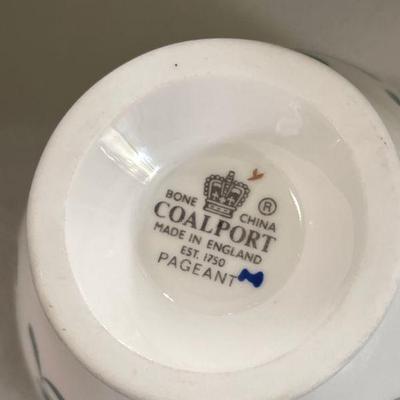 BONE CHINA ®
COALPORT
MADE IN ENGLAND
EST. 1750
PAGEANT